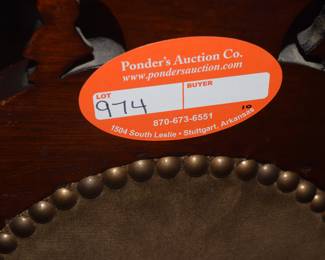 Ponder's Auction Co.
www.pondersauction.com
LOT
BUYER
974
870-673-6551
1504 South Leslie • Stuttgart, Arkansas